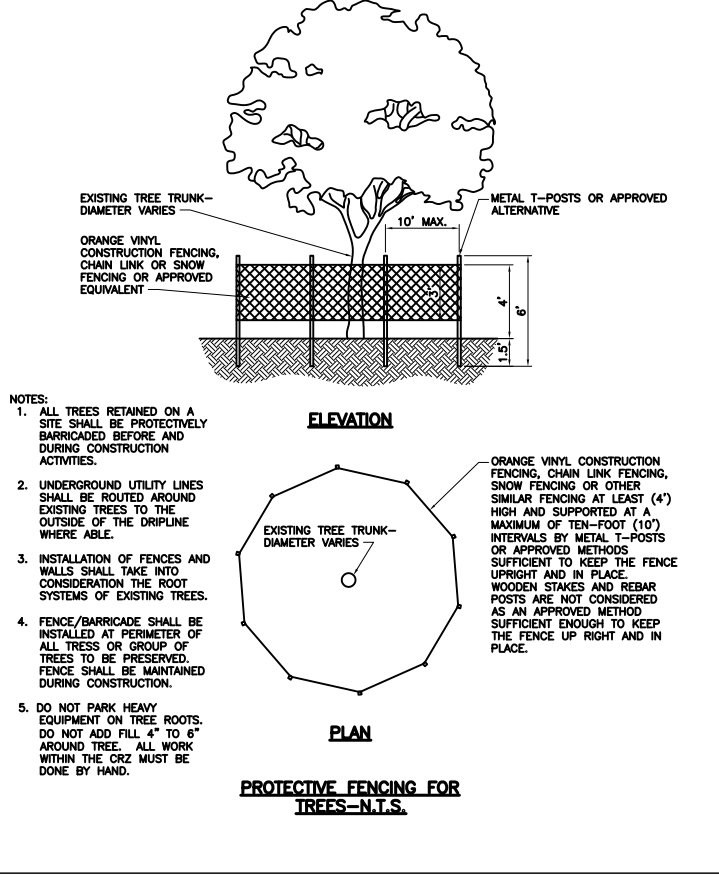 EXISTING TREE TRUNK-
DIAMETER VARIES
ORANGE VINYL
CONSTRUCTION FENCING,
CHAIN LINK OR SNOW
FENCING OR APPROVED
EQUIVALENT
METAL T-POSTS OR APPROVED
ALTERNATIVE
10' MAX.
3'
4'
6'
1.5'
ELEVATION
NOTES:
1. ALL TREES RETAINED ON A
SITE SHALL BE PROTECTIVELY
BARRICADED BEFORE AND
DURING CONSTRUCTION
ACTIVITIES.
2. UNDERGROUND UTILITY LINES
SHALL BE ROUTED AROUND
EXISTING TREES TO THE
OUTSIDE OF THE DRIPLINE
WHERE ABLE.
3. INSTALLATION OF FENCES AND
WALLS SHALL TAKE INTO
CONSIDERATION THE ROOT
SYSTEMS OF EXISTING TREES.
4. FENCE/BARRICADE SHALL BE
INSTALLED AT PERIMETER OF
ALL TRESS OR GROUP OF
TREES TO BE PRESERVED.
FENCE SHALL BE MAINTAINED
DURING CONSTRUCTION.
5. DO NOT PARK HEAVY
EQUIPMENT ON TREE ROOTS.
DO NOT ADD FILL 4" TO 6"
AROUND TREE. ALL WORK
WITHIN THE CRZ MUST BE
DONE BY HAND.
EXISTING TREE TRUNK-
DIAMETER VARIES
ORANGE VINYL CONSTRUCTION
FENCING, CHAIN LINK FENCING,
SNOW FENCING OR OTHER
SIMILAR FENCING AT LEAST (4')
HIGH AND SUPPORTED AT A
MAXIMUM OF TEN-FOOT (10')
INTERVALS BY METAL T-POSTS
OR APPROVED METHODS
SUFFICIENT TO KEEP THE FENCE
UPRIGHT AND IN PLACE.
WOODEN STAKES AND REBAR
POSTS ARE NOT CONSIDERED
AS AN APPROVED METHOD
SUFFICIENT ENOUGH TO KEEP
THE FENCE UP RIGHT AND IN
PLACE.
PLAN
PROTECTIVE FENCING FOR
TREES-N.T.S.